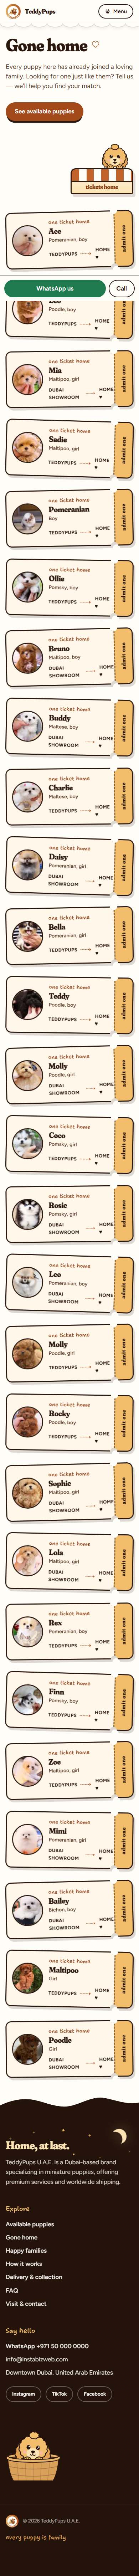 TeddyPups
Menu
Gone home
Every puppy here has already joined a loving
family. Looking for one just like them? Tell us
— we'll help you find your match.
See available puppies
tickets home
one ticket home
Ace
Pomeranian, boy
TEDDYPUPS → HOME ♥
admit one
WhatsApp us
Call
Leo
Poodle, boy
TEDDYPUPS → HOME ♥
admit one
one ticket home
Mia
Maltipoo, girl
DUBAI SHOWROOM → HOME ♥
admit one
one ticket home
Sadie
Maltipoo, girl
TEDDYPUPS → HOME ♥
admit one
one ticket home
Pomeranian
Boy
TEDDYPUPS → HOME ♥
admit one
one ticket home
Ollie
Pomsky, boy
TEDDYPUPS → HOME ♥
admit one
one ticket home
Bruno
Maltipoo, boy
DUBAI SHOWROOM → HOME ♥
admit one
one ticket home
Buddy
Maltese, boy
DUBAI SHOWROOM → HOME ♥
admit one
one ticket home
Charlie
Maltese, boy
TEDDYPUPS → HOME ♥
admit one
one ticket home
Daisy
Pomeranian, girl
DUBAI SHOWROOM → HOME ♥
admit one
one ticket home
Bella
Pomeranian, girl
TEDDYPUPS → HOME ♥
admit one
one ticket home
Teddy
Poodle, boy
TEDDYPUPS → HOME ♥
admit one
one ticket home
Molly
Poodle, girl
DUBAI SHOWROOM → HOME ♥
admit one
one ticket home
Coco
Pomsky, girl
TEDDYPUPS → HOME ♥
admit one
one ticket home
Rosie
Pomsky, girl
DUBAI SHOWROOM → HOME ♥
admit one
one ticket home
Leo
Pomeranian, boy
DUBAI SHOWROOM → HOME ♥
admit one
one ticket home
Molly
Poodle, girl
TEDDYPUPS → HOME ♥
admit one
one ticket home
Rocky
Poodle, boy
TEDDYPUPS → HOME ♥
admit one
one ticket home
Sophie
Maltipoo, girl
DUBAI SHOWROOM → HOME ♥
admit one
one ticket home
Lola
Maltipoo, girl
DUBAI SHOWROOM → HOME ♥
admit one
one ticket home
Rex
Pomeranian, boy
TEDDYPUPS → HOME ♥
admit one
one ticket home
Finn
Pomsky, boy
TEDDYPUPS → HOME ♥
admit one
one ticket home
Zoe
Maltipoo, girl
TEDDYPUPS → HOME ♥
admit one
one ticket home
Mimi
Pomeranian, girl
DUBAI SHOWROOM → HOME ♥
admit one
one ticket home
Bailey
Bichon, boy
DUBAI SHOWROOM → HOME ♥
admit one
one ticket home
Maltipoo
Girl
TEDDYPUPS → HOME ♥
admit one
one ticket home
Mimi
Pomeranian, girl
TEDDYPUPS → HOME ♥
admit one
one ticket home
Poodle
Girl
DUBAI SHOWROOM → HOME ♥
admit one
Home, at last.
TeddyPups U.A.E. is a Dubai-based brand
specializing in miniature puppies, offering
premium services and worldwide shipping.
Explore
Available puppies
Gone home
Happy families
How it works
Delivery & collection
FAQ
Visit & contact
Say hello
WhatsApp +971 50 000 0000
info@instabizweb.com
Downtown Dubai, United Arab Emirates
Instagram
TikTok
Facebook
© 2025 TeddyPups U.A.E.
every puppy is family